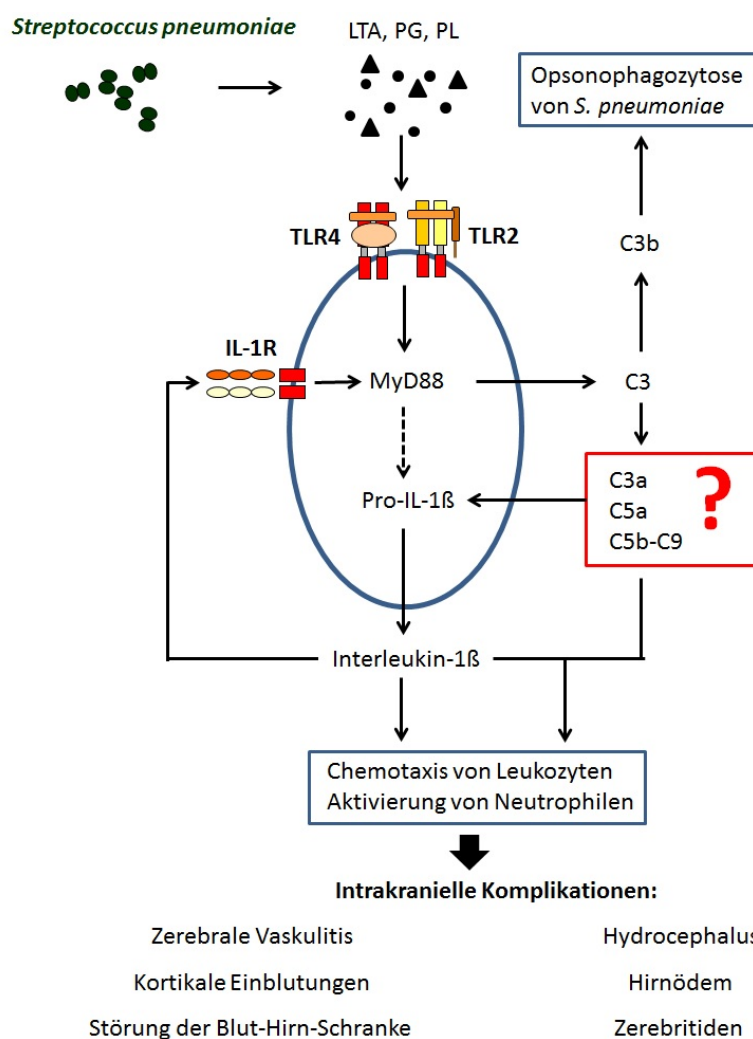 Streptococcus pneumoniae
LTA, PG, PL
Opsonophagozytose
von S. pneumoniae
TLR4
TLR2
C3b
IL-1R
MyD88
C3
Pro-IL-1ß
C3a
C5a
C5b-C9
?
Interleukin-1ß
Chemotaxis von Leukozyten
Aktivierung von Neutrophilen
Intrakranielle Komplikationen:
Zerebrale Vaskulitis
Hydrocephalus
Kortikale Einblutungen
Hirnödem
Störung der Blut-Hirn-Schranke
Zerebritiden